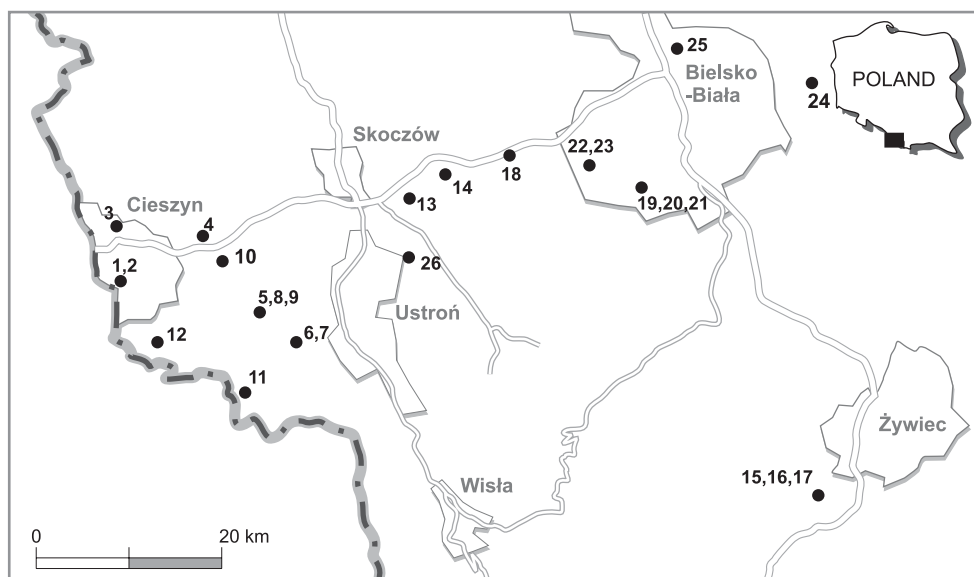 25
Bielsko
-Biała
POLAND
24
Skoczów
22,23
18
14
19,20,21
13
Cieszyn
3
4
10
26
1,2
5,8,9
Ustroń
12
6,7
11
Żywiec
15,16,17
Wisła
0
20 km